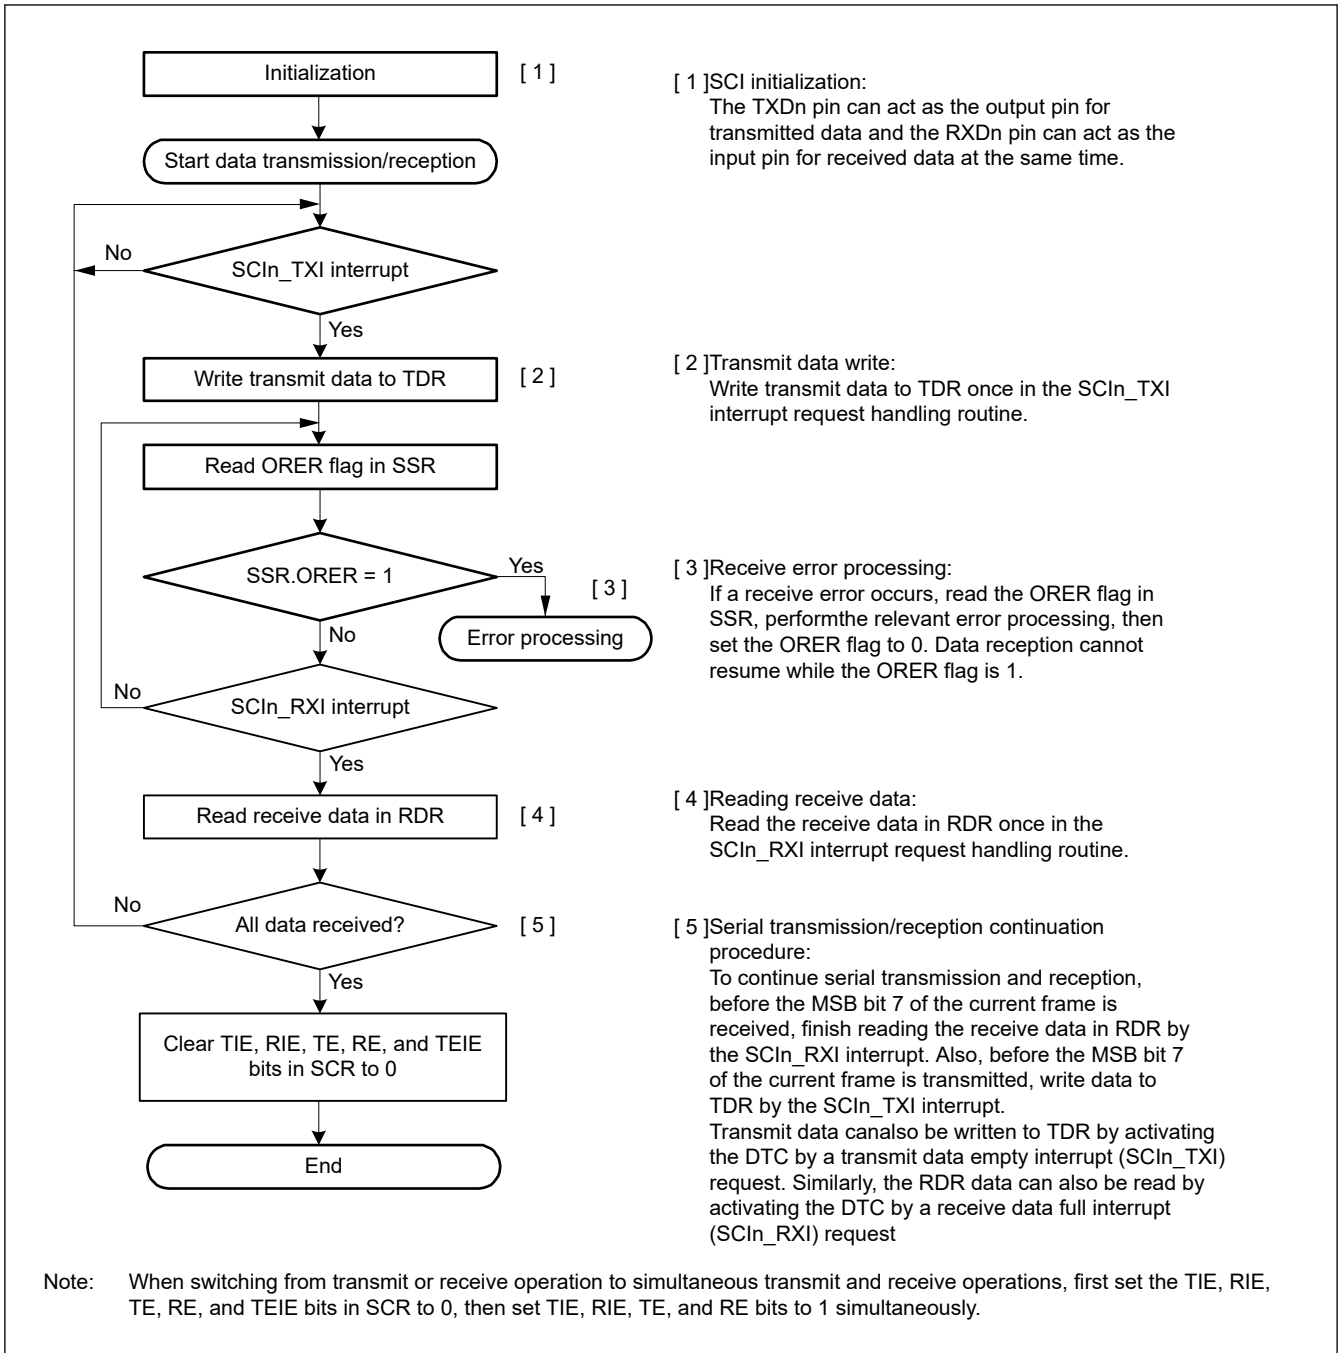 Initialization
[ 1 ]
Start data transmission/reception
No
SCIn_TXI interrupt
Yes
Write transmit data to TDR
[ 2 ]
Read ORER flag in SSR
SSR.ORER = 1
Yes
[ 3 ]
Error processing
No
No
SCIn_RXI interrupt
Yes
Read receive data in RDR
[ 4 ]
No
All data received?
[ 5 ]
Yes
Clear TIE, RIE, TE, RE, and TEIE
bits in SCR to 0
End
[ 1 ]SCI initialization:
The TXDn pin can act as the output pin for
transmitted data and the RXDn pin can act as the
input pin for received data at the same time.
[ 2 ]Transmit data write:
Write transmit data to TDR once in the SCIn_TXI
interrupt request handling routine.
[ 3 ]Receive error processing:
If a receive error occurs, read the ORER flag in
SSR, performthe relevant error processing, then
set the ORER flag to 0. Data reception cannot
resume while the ORER flag is 1.
[ 4 ]Reading receive data:
Read the receive data in RDR once in the
SCIn_RXI interrupt request handling routine.
[ 5 ]Serial transmission/reception continuation
procedure:
To continue serial transmission and reception,
before the MSB bit 7 of the current frame is
received, finish reading the receive data in RDR by
the SCIn_RXI interrupt. Also, before the MSB bit 7
of the current frame is transmitted, write data to
TDR by the SCIn_TXI interrupt.
Transmit data canalso be written to TDR by activating
the DTC by a transmit data empty interrupt (SCIn_TXI)
request. Similarly, the RDR data can also be read by
activating the DTC by a receive data full interrupt
(SCIn_RXI) request
Note: When switching from transmit or receive operation to simultaneous transmit and receive operations, first set the TIE, RIE,
TE, RE, and TEIE bits in SCR to 0, then set TIE, RIE, TE, and RE bits to 1 simultaneously.